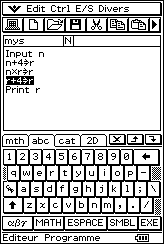 Edit Ctrl E/S Divers
mys N
Input n
n+4⇒r
n×r⇒r
r+4⇒r
Print r
mth abc cat 2D
1 2 3 4 5 6 7 8 9 0
q w e r t y u i o p -
a s d f g h j k l )
z x c v b n m , . /
αβγ MATH ESPACE SMBL EXE
Editeur Programme